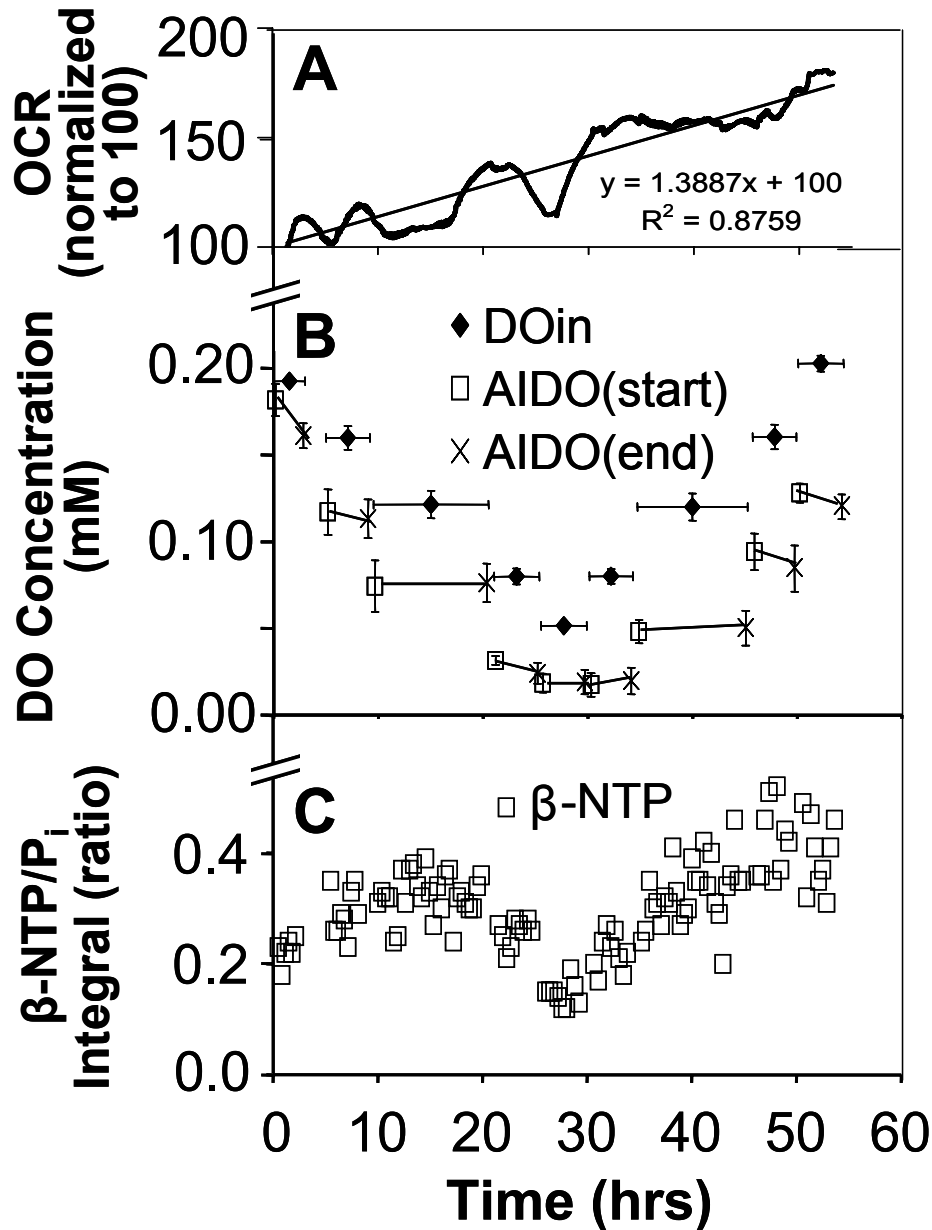 200
150
100
OCR
(normalized
to 100)
A
y = 1.3887x + 100
R² = 0.8759
0.20
0.10
0.00
DO Concentration
(mM)
B
DOin
AIDO(start)
AIDO(end)
0.4
0.2
0.0
β-NTP/Pi
Integral (ratio)
C
β-NTP
0 10 20 30 40 50 60
Time (hrs)